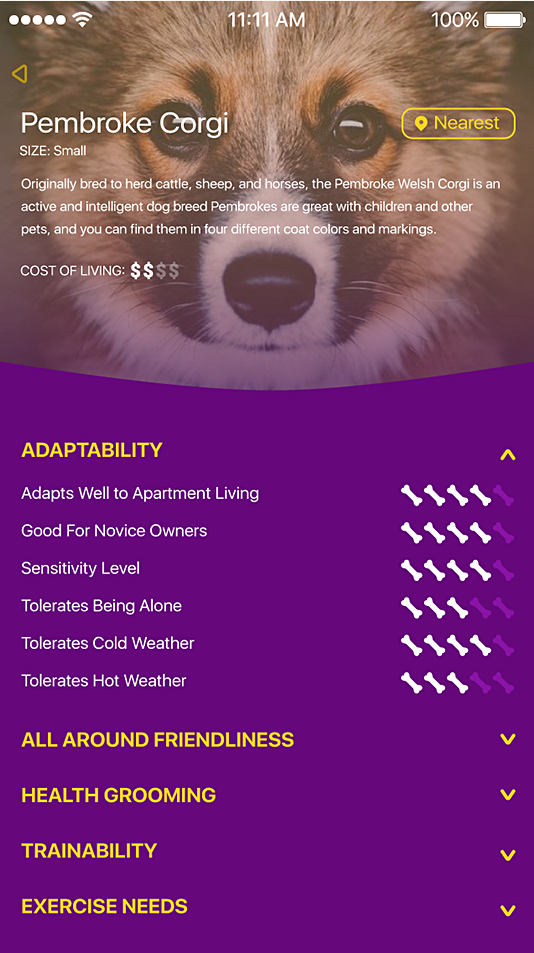 11:11 AM
100%
Pembroke Corgi
Nearest
SIZE: Small
Originally bred to herd cattle, sheep, and horses, the Pembroke Welsh Corgi is an
active and intelligent dog breed Pembrokes are great with children and other
pets, and you can find them in four different coat colors and markings.
COST OF LIVING: $$$$
ADAPTABILITY
Adapts Well to Apartment Living
Good For Novice Owners
Sensitivity Level
Tolerates Being Alone
Tolerates Cold Weather
Tolerates Hot Weather
ALL AROUND FRIENDLINESS
HEALTH GROOMING
TRAINABILITY
EXERCISE NEEDS